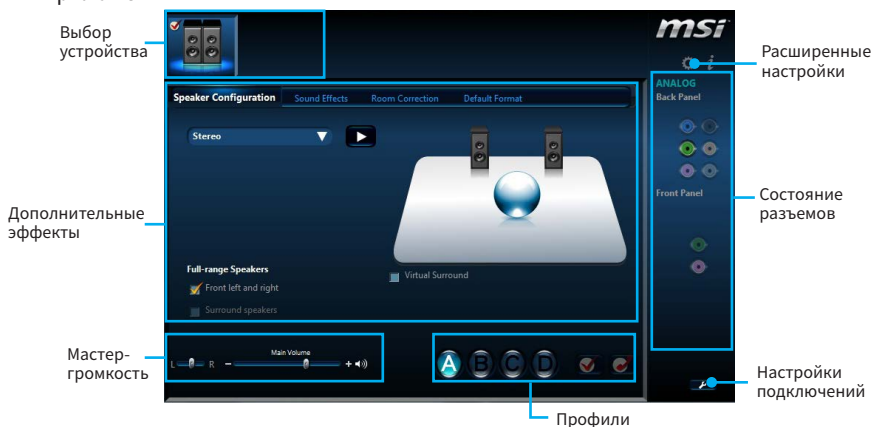 Выбор
устройства
msi
Расширенные
настройки
ANALOG
Back Panel
Speaker Configuration
Sound Effects
Room Correction
Default Format
Stereo
Дополнительные
эффекты
Front Panel
Состояние
разъемов
Full-range Speakers
Front left and right
Surround speakers
Virtual Surround
Мастер-
громкость
L
R
Main Volume
A
B
C
D
Настройки
подключений
Профили